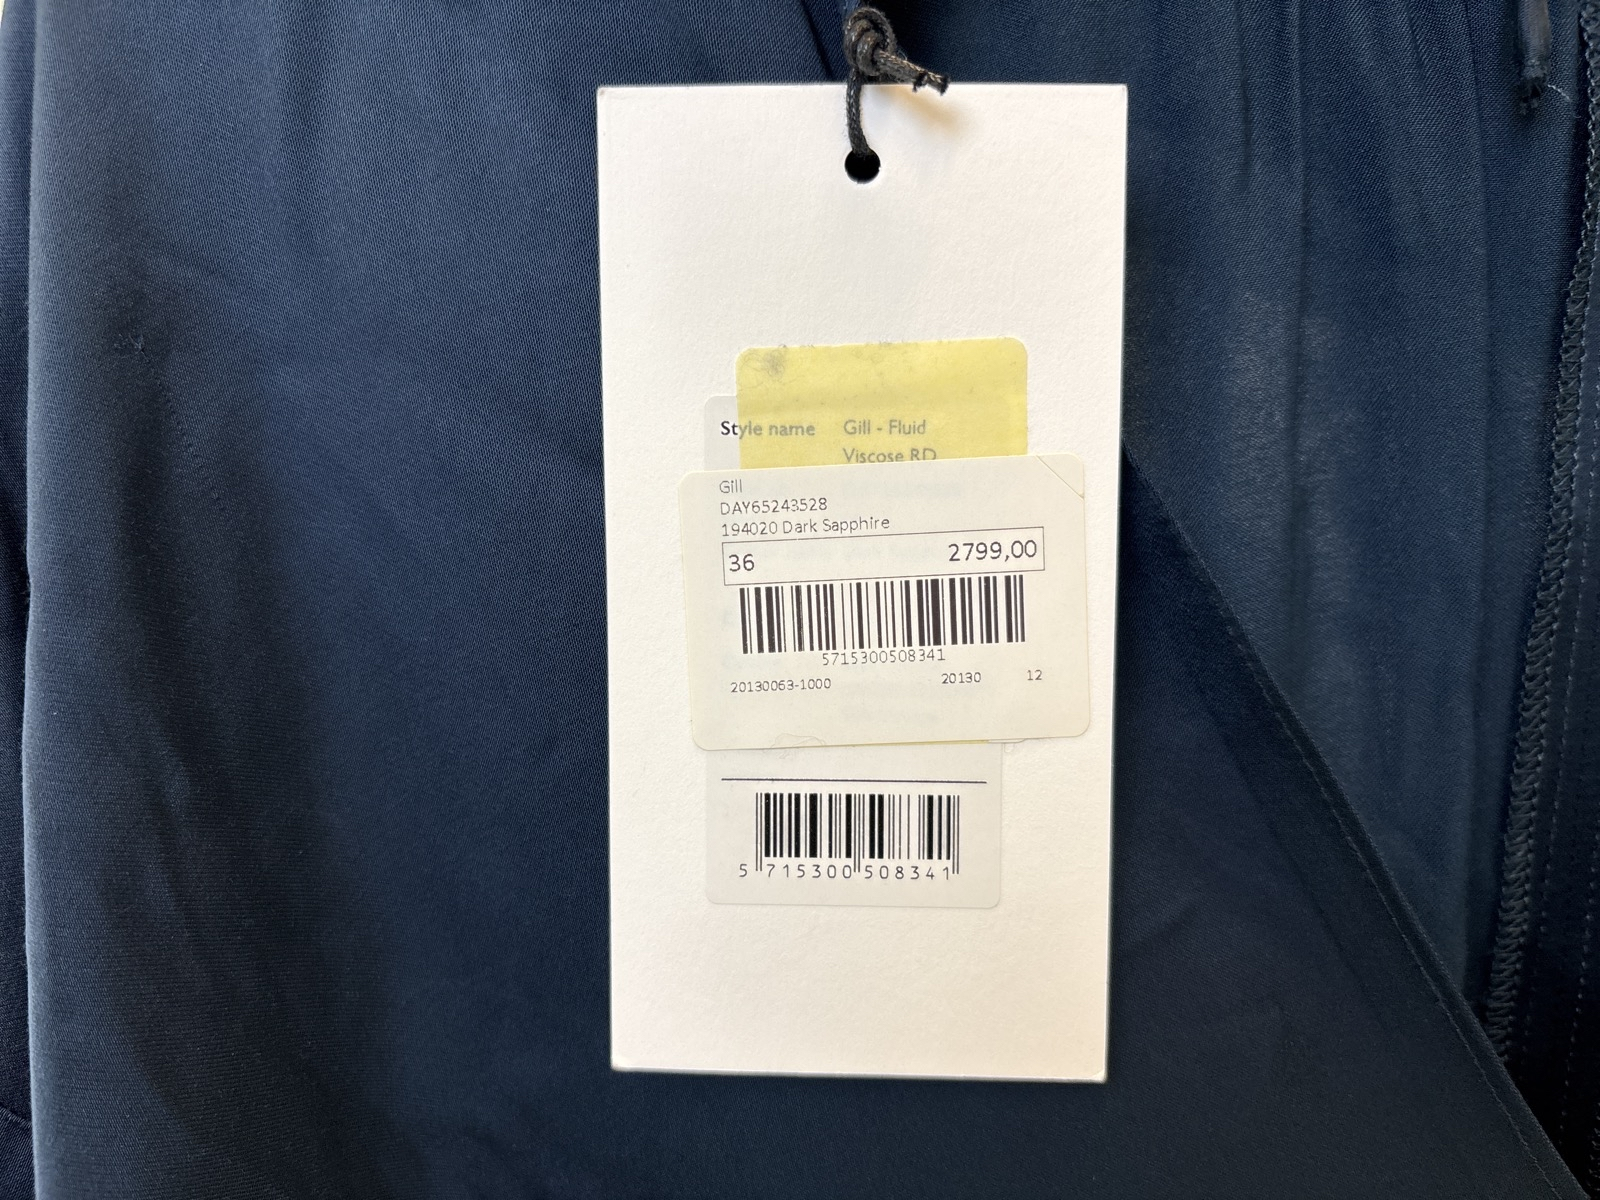 Style name Gill - Fluid
Viscose RD
Gill
DAY65243528
194020 Dark Sapphire
36 2799,00
5715300508341
20130063-1000 20130 12
5 715300 508341